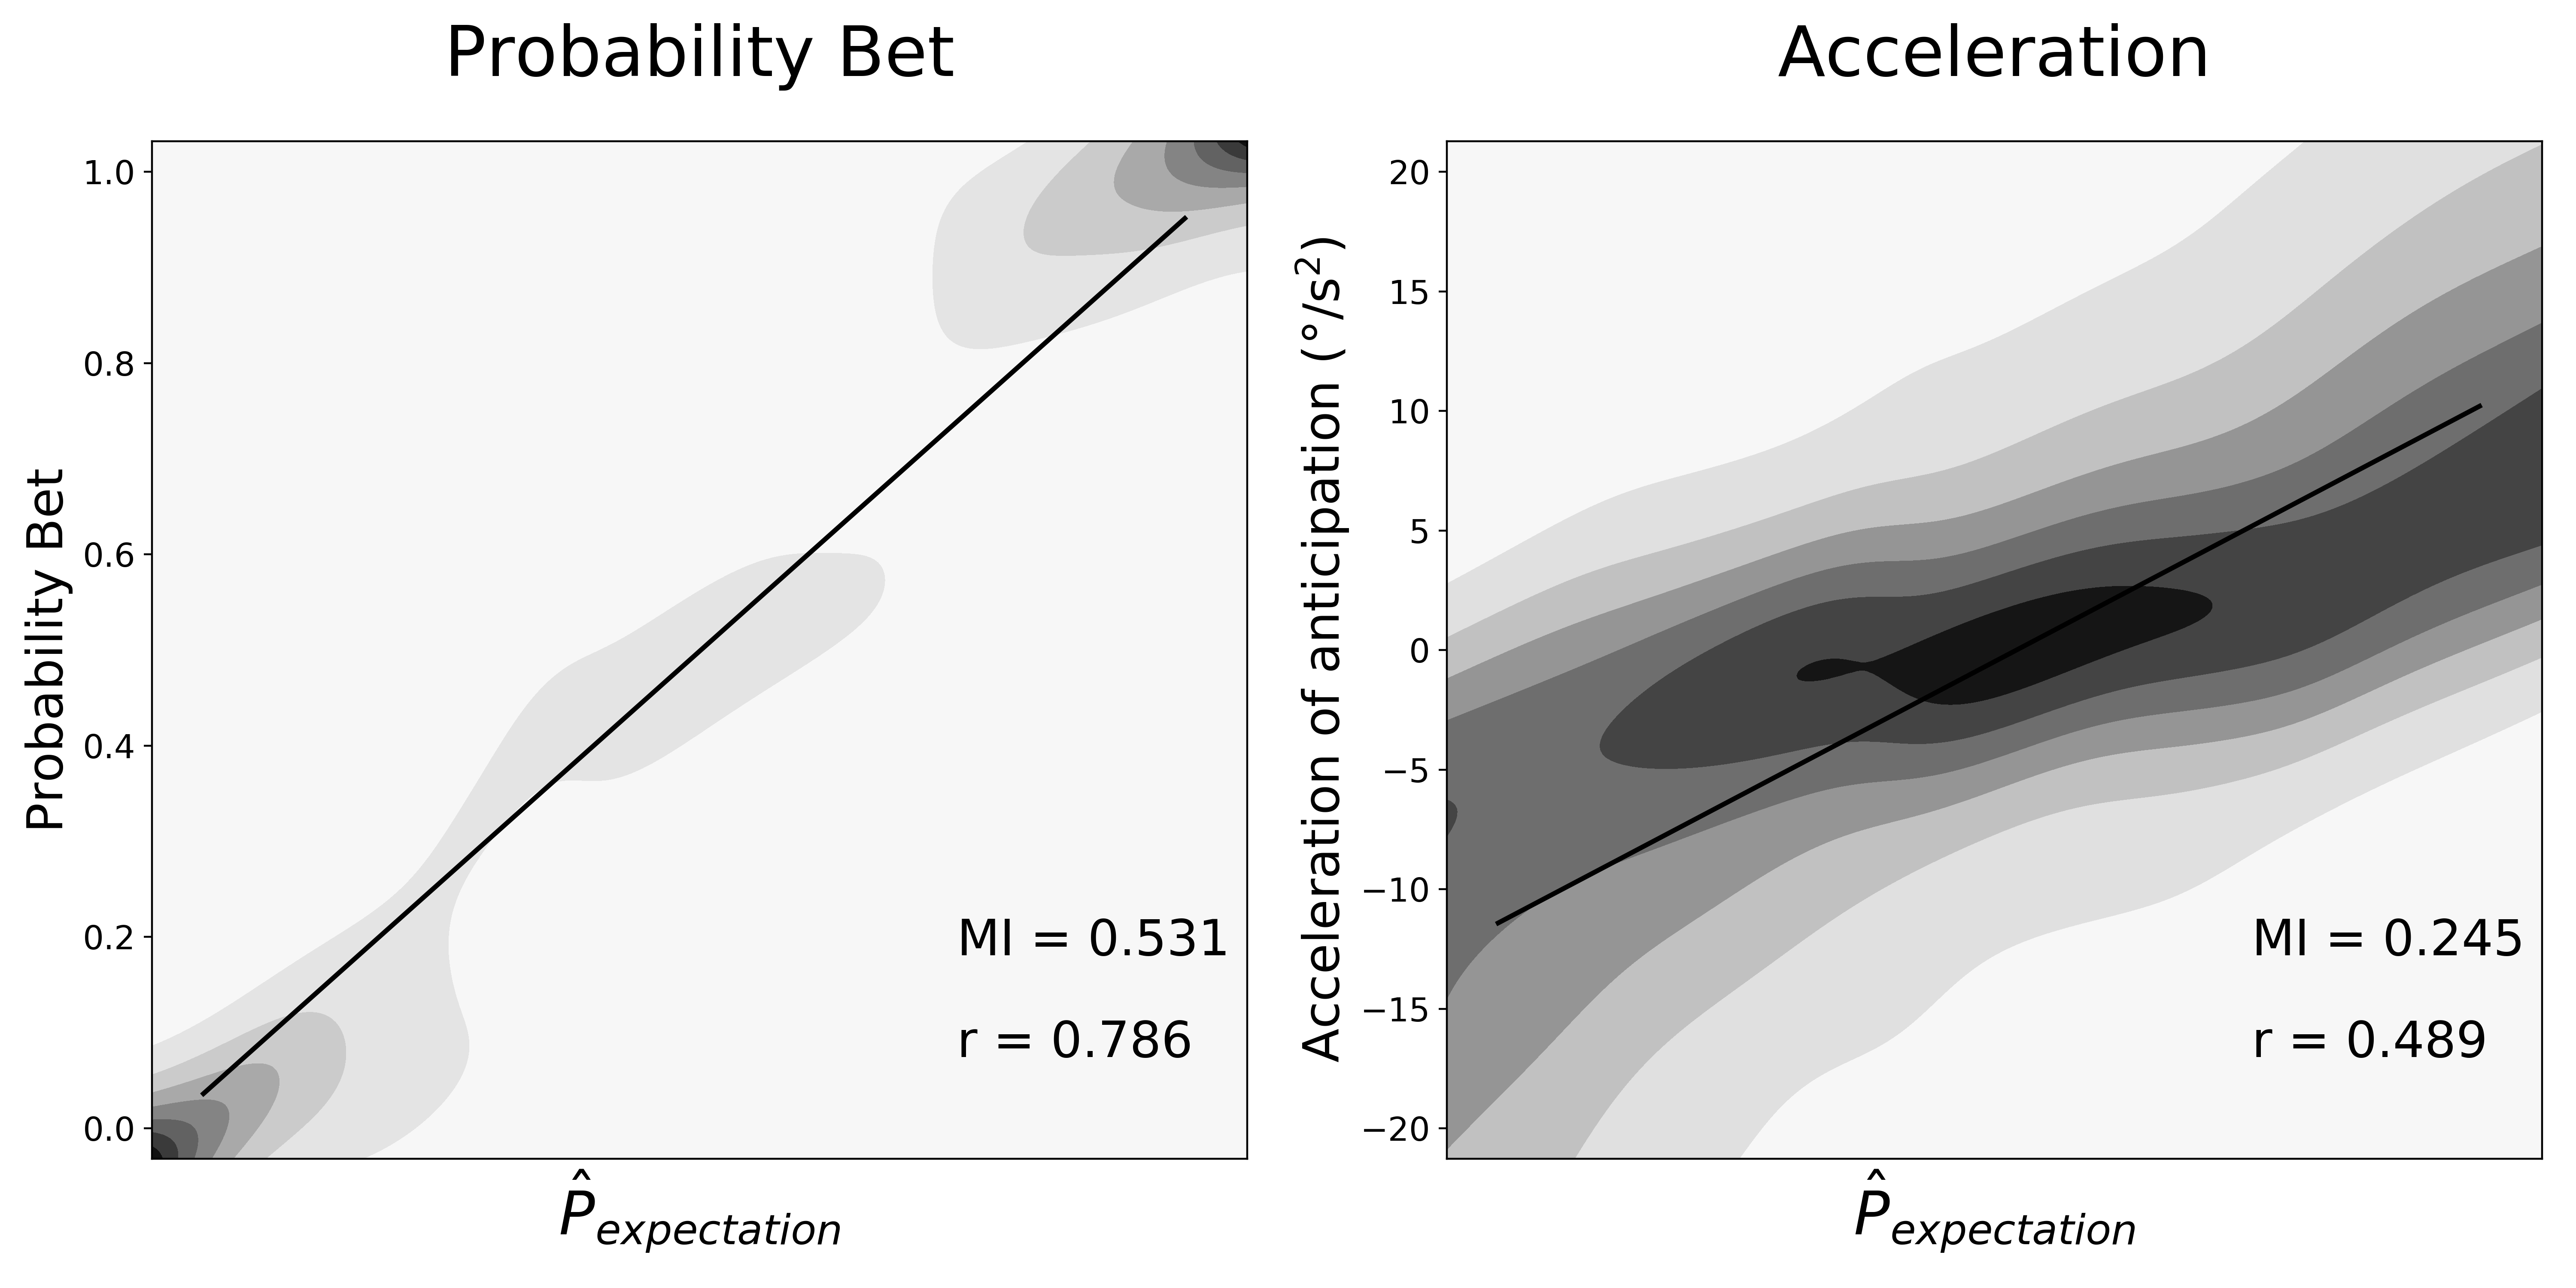 Probability Bet
Acceleration
Probability Bet
1.0
0.8
0.6
0.4
0.2
0.0
MI = 0.531
r = 0.786
P̂expectation
Acceleration of anticipation (°/s²)
20
15
10
5
0
−5
−10
−15
−20
MI = 0.245
r = 0.489
P̂expectation